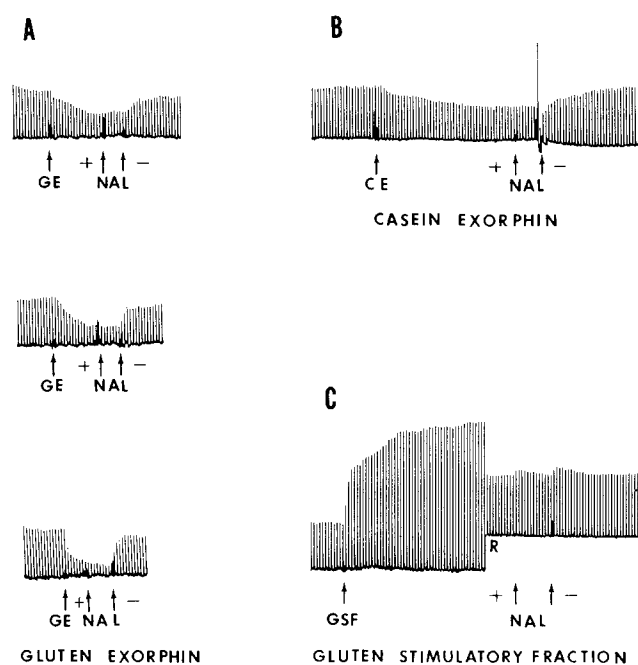 A
GE + NAL −
GE + NAL −
GE + NAL −
GLUTEN EXORPHIN
B
CE + NAL −
CASEIN EXORPHIN
C
R
GSF + NAL −
GLUTEN STIMULATORY FRACTION